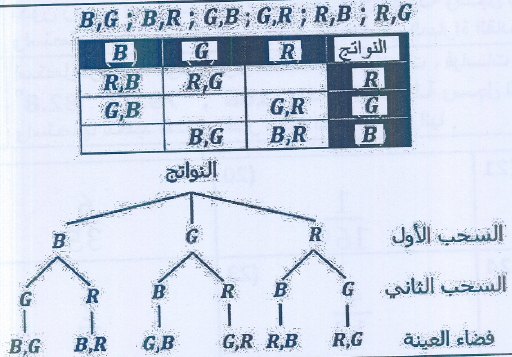 B,G ; B,R ; G,B ; G,R ; R,B ; R,G
النواتج R G B
R R,G R,B
G G,R G,B
B B,R B,G
النواتج
السحب الأول R G B
السحب الثاني G B R B R G
فضاء العينة R,G R,B G,R G,B B,R B,G